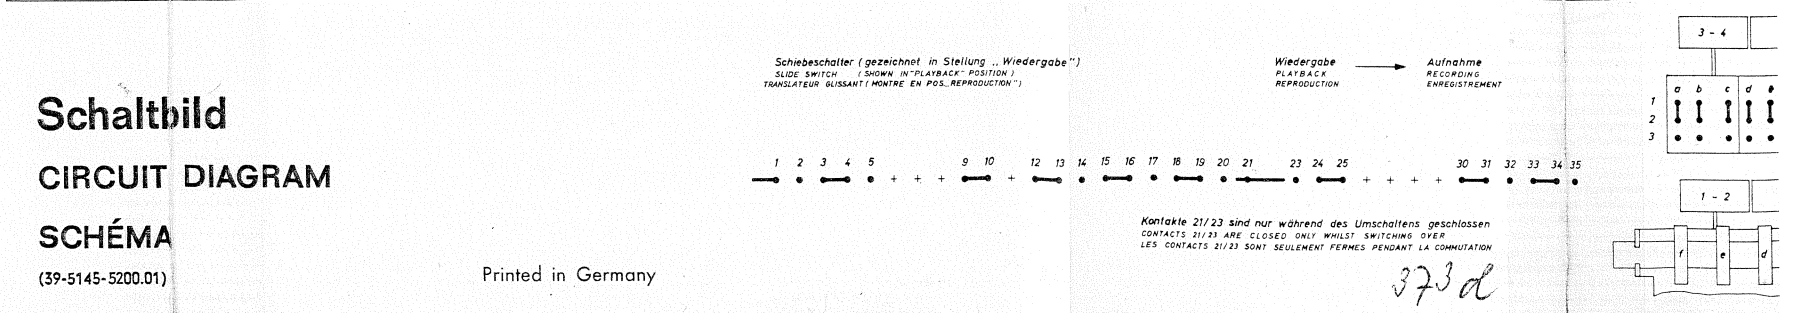 Schaltbild
CIRCUIT DIAGRAM
SCHÉMA
(39-5145-5200.01)
Printed in Germany
Schiebeschalter (gezeichnet in Stellung „Wiedergabe")
SLIDE SWITCH (SHOWN IN "PLAYBACK" POSITION)
TRANSLATEUR GLISSANT (MONTRE EN POS. REPRODUCTION")
Wiedergabe Aufnahme
PLAYBACK RECORDING
REPRODUCTION ENREGISTREMENT
1 2 3 4 5 9 10 12 13 14 15 16 17 18 19 20 21 23 24 25 30 31 32 33 34 35
Kontakte 21/23 sind nur während des Umschaltens geschlossen
CONTACTS 21/23 ARE CLOSED ONLY WHILST SWITCHING OVER
LES CONTACTS 21/23 SONT SEULEMENT FERMES PENDANT LA COMMUTATION
373d
3 - 4
a b c d
1
2
3
1 - 2
f e d